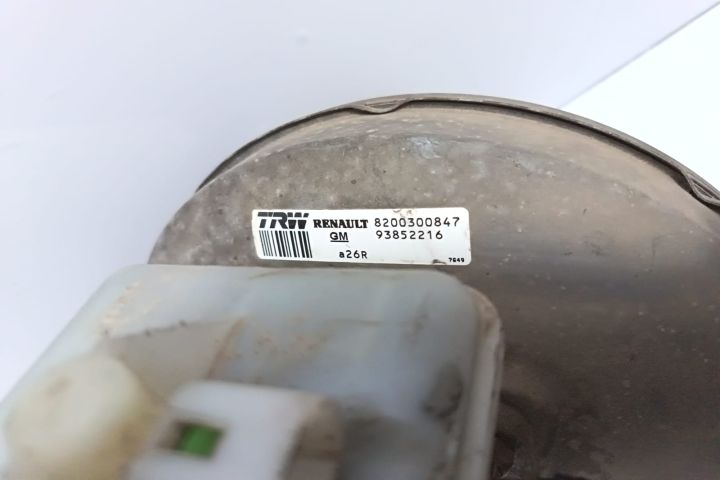 TRW RENAULT 8200300847
GM 93852216
a26R 7649